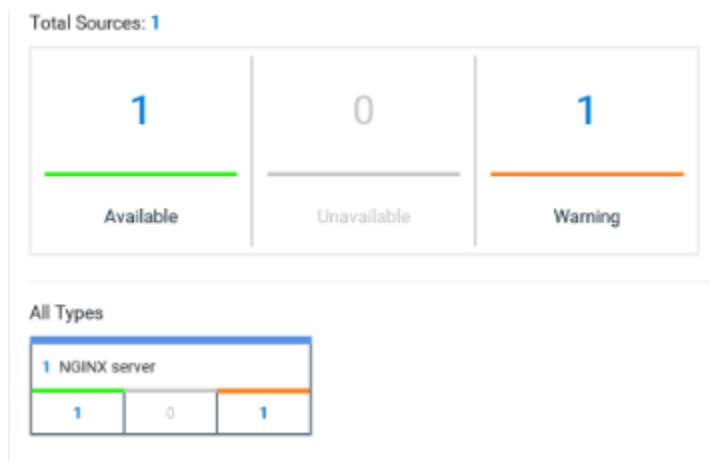 Total Sources: 1
1 0 1
Available Unavailable Warning
All Types
1 NGINX server
1 0 1